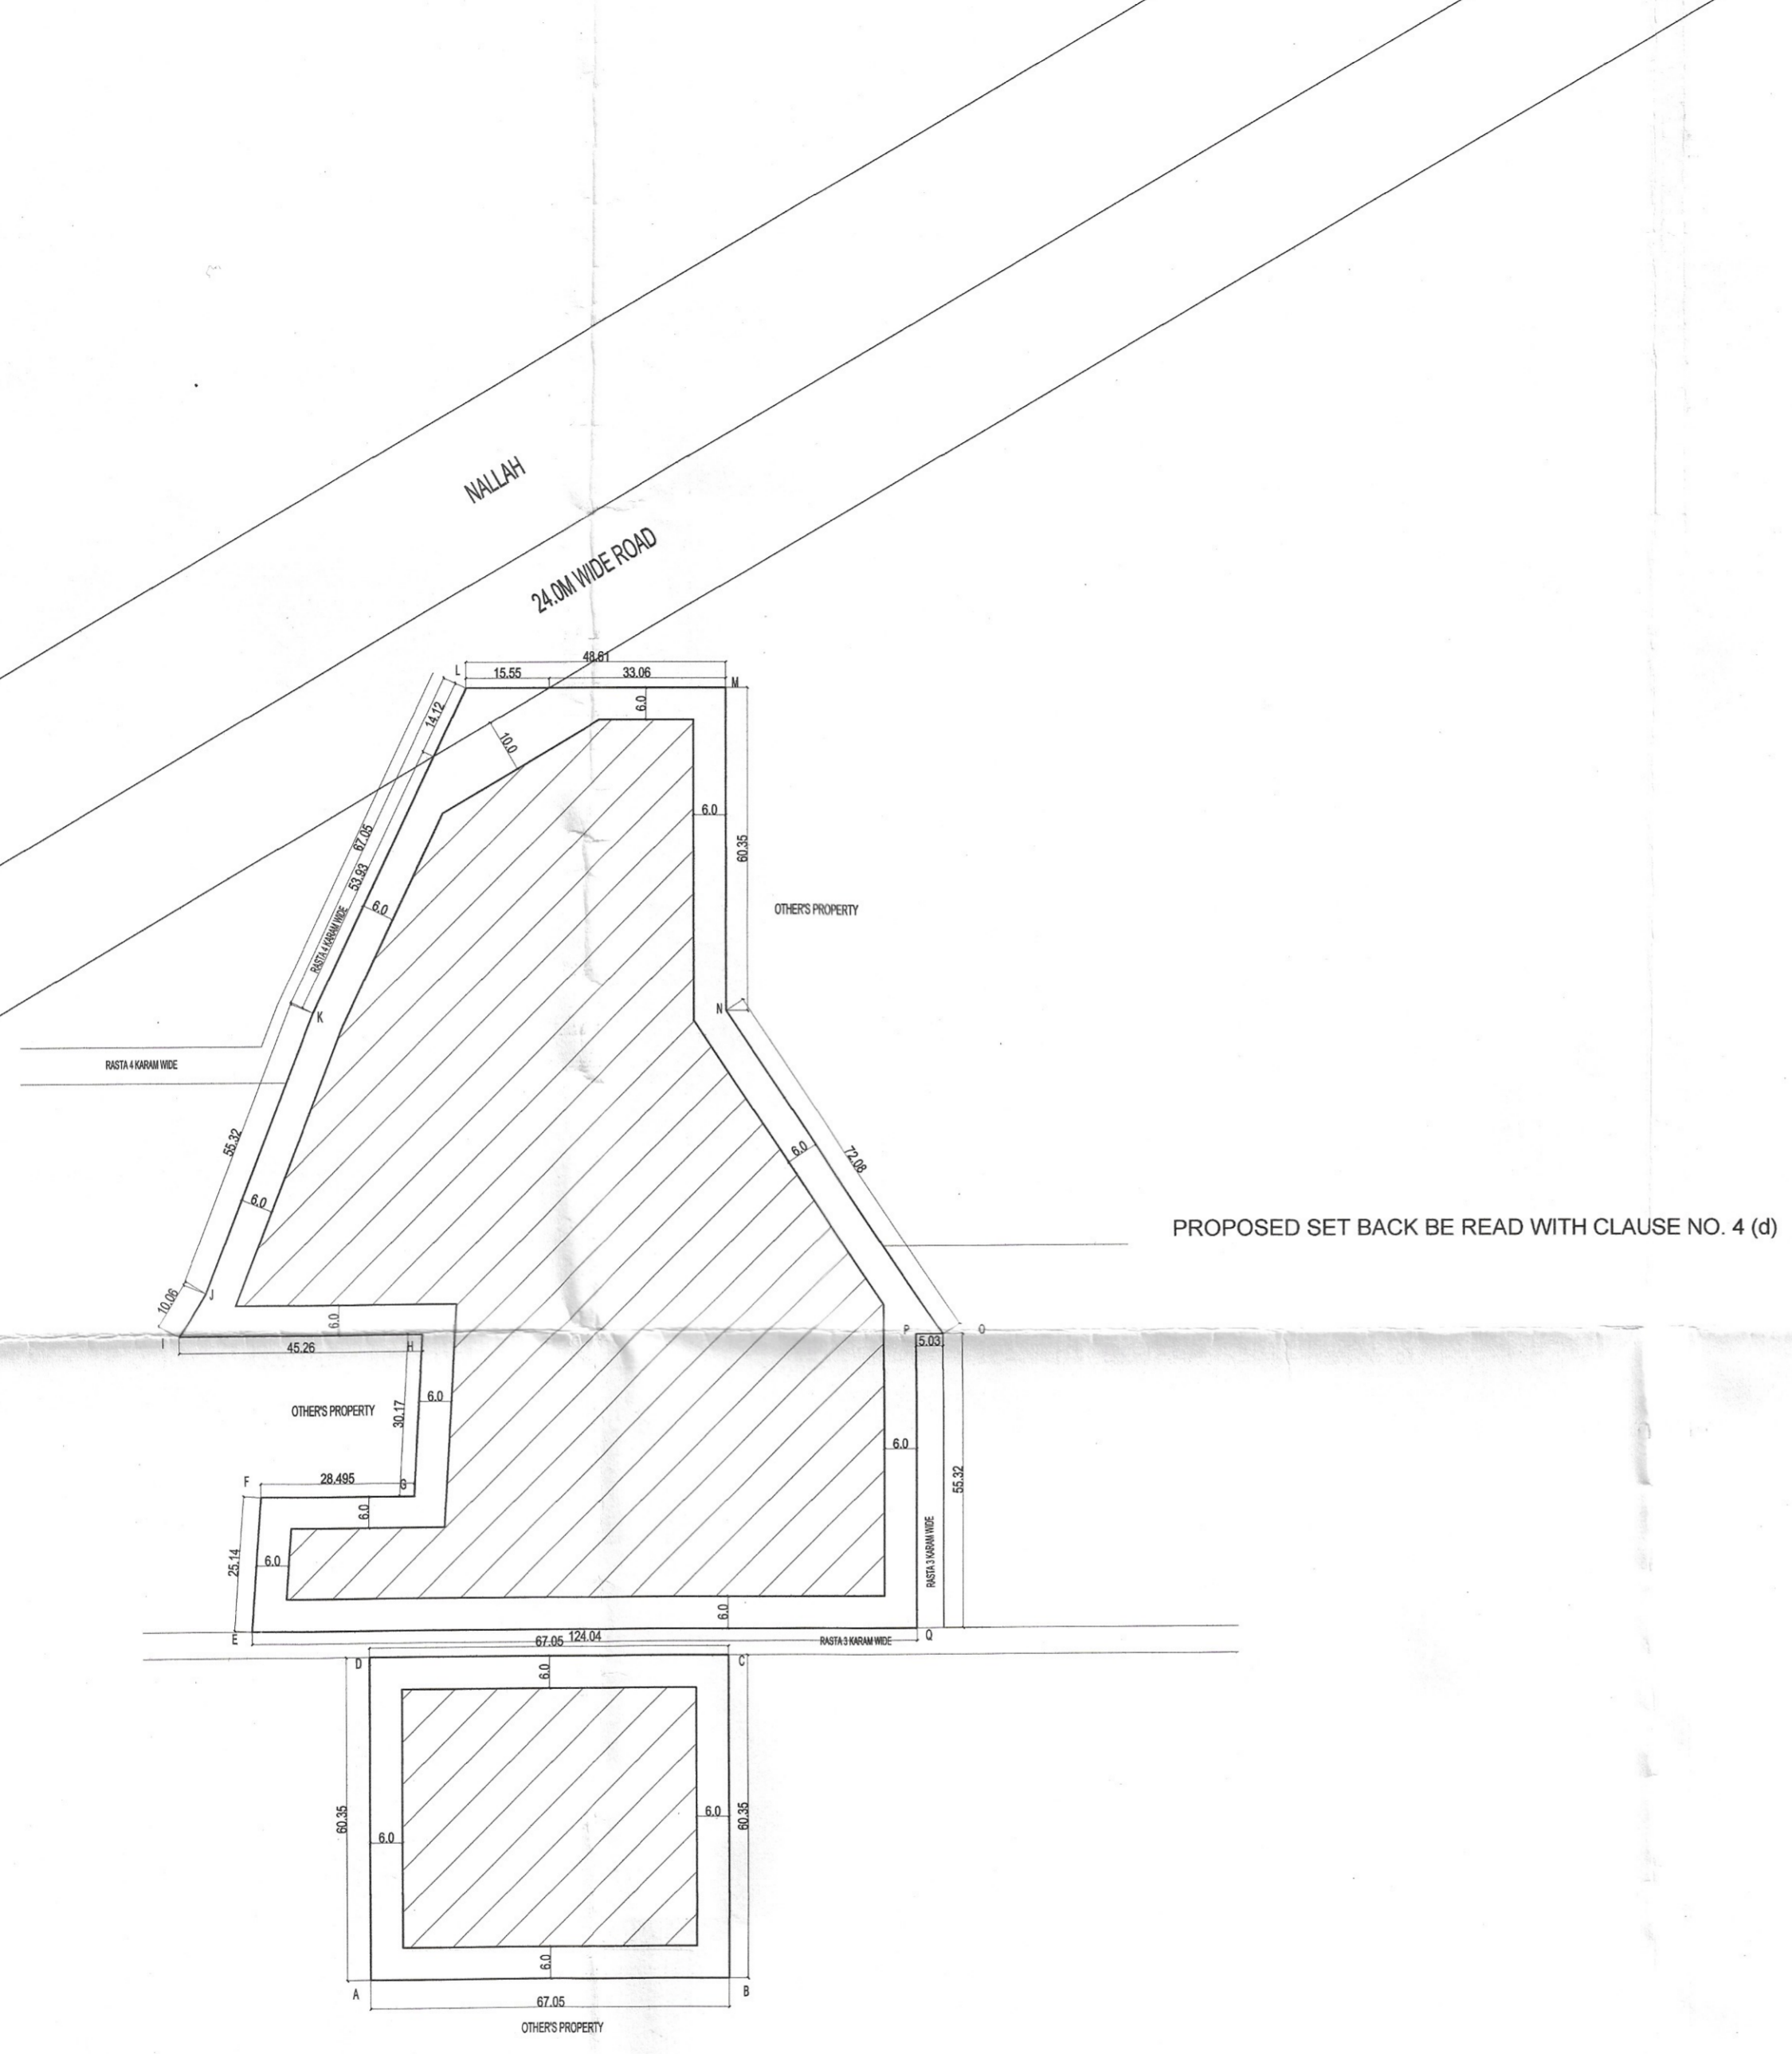 NALLAH
24.0M WIDE ROAD
48.61
L
15.55
33.06
M
6.0
14.12
10.0
6.0
67.05
60.35
53.93
6.0
OTHER'S PROPERTY
RASTA 4 KARAM WIDE
N
K
RASTA 4 KARAM WIDE
55.32
6.0
72.08
6.0
PROPOSED SET BACK BE READ WITH CLAUSE NO. 4 (d)
J
10.06
6.0
P
O
5.03
I
45.26
H
6.0
OTHER'S PROPERTY
30.17
6.0
F
28.495
G
55.32
6.0
RASTA 3 KARAM WIDE
25.14
6.0
6.0
E
67.05
124.04
RASTA 3 KARAM WIDE
Q
D
C
6.0
60.35
6.0
60.35
6.0
6.0
A
B
67.05
OTHER'S PROPERTY